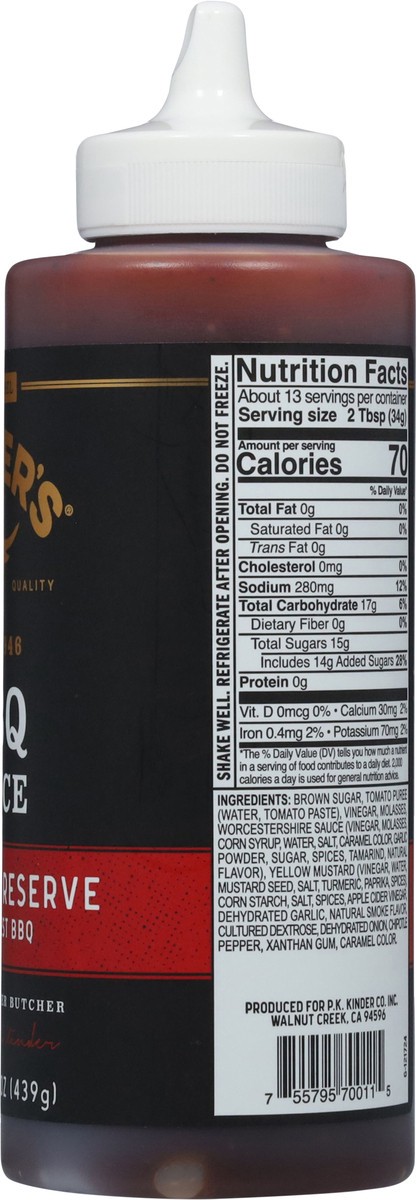 ER'S®
QUALITY
46
Q
CE
RESERVE
ST BBQ
ER BUTCHER
Kinder
OZ (439g)
SHAKE WELL. REFRIGERATE AFTER OPENING. DO NOT FREEZE.
Nutrition Facts
About 13 servings per container
Serving size 2 Tbsp (34g)
Amount per serving
Calories 70
% Daily Value*
Total Fat 0g 0%
Saturated Fat 0g 0%
Trans Fat 0g
Cholesterol 0mg 0%
Sodium 280mg 12%
Total Carbohydrate 17g 6%
Dietary Fiber 0g 0%
Total Sugars 15g
Includes 14g Added Sugars 28%
Protein 0g
Vit. D 0mcg 0% • Calcium 30mg 2%
Iron 0.4mg 2% • Potassium 70mg 2%
*The % Daily Value (DV) tells you how much a nutrient
in a serving of food contributes to a daily diet. 2,000
calories a day is used for general nutrition advice.
INGREDIENTS: BROWN SUGAR, TOMATO PUREE
(WATER, TOMATO PASTE), VINEGAR, MOLASSES,
WORCESTERSHIRE SAUCE (VINEGAR, MOLASSES,
CORN SYRUP, WATER, SALT, CARAMEL COLOR, GARLIC
POWDER, SUGAR, SPICES, TAMARIND, NATURAL
FLAVOR), YELLOW MUSTARD (VINEGAR, WATER,
MUSTARD SEED, SALT, TURMERIC, PAPRIKA, SPICES),
CORN STARCH, SALT, SPICES, APPLE CIDER VINEGAR,
DEHYDRATED GARLIC, NATURAL SMOKE FLAVOR,
CULTURED DEXTROSE, DEHYDRATED ONION, CHIPOTLE
PEPPER, XANTHAN GUM, CARAMEL COLOR.
PRODUCED FOR P.K. KINDER CO. INC.
WALNUT CREEK, CA 94596
7 55795 70011 5
G-121724